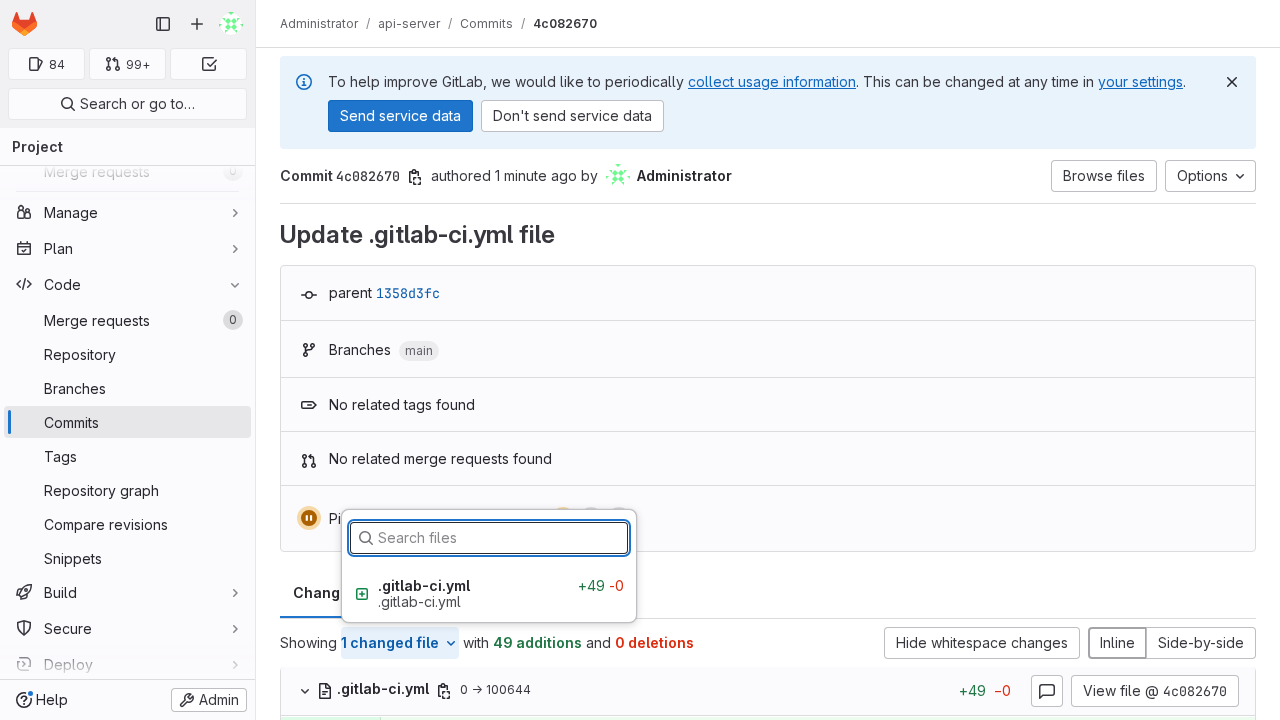 Administrator / api-server / Commits / 4c082670
84
99+
Search or go to…
Project
Merge requests 0
Manage
Plan
Code
Merge requests 0
Repository
Branches
Commits
Tags
Repository graph
Compare revisions
Snippets
Build
Secure
Deploy
Help
Admin
To help improve GitLab, we would like to periodically collect usage information. This can be changed at any time in your settings.
Send service data
Don't send service data
Commit 4c082670 authored 1 minute ago by Administrator
Browse files
Options
Update .gitlab-ci.yml file
parent 1358d3fc
Branches main
No related tags found
No related merge requests found
Search files
.gitlab-ci.yml +49 -0
.gitlab-ci.yml
Showing 1 changed file with 49 additions and 0 deletions
Hide whitespace changes
Inline
Side-by-side
.gitlab-ci.yml 0 → 100644
+49 −0
View file @ 4c082670